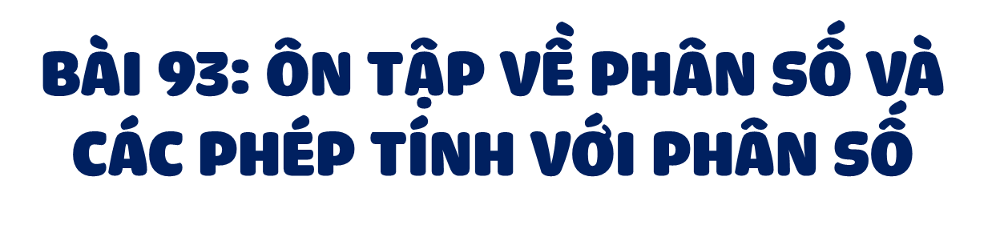 BÀI 93: ÔN TẬP VỀ PHÂN SỐ VÀ
CÁC PHÉP TÍNH VỚI PHÂN SỐ